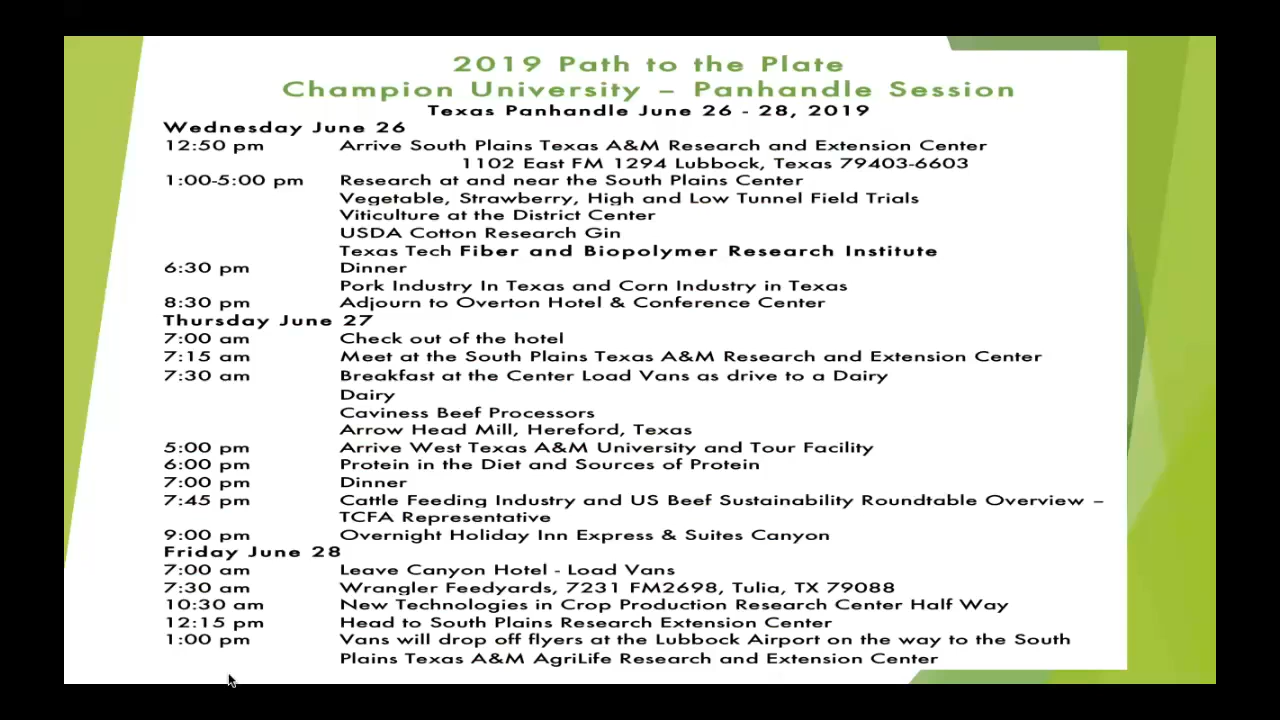 2019 Path to the Plate
Champion University – Panhandle Session
Texas Panhandle June 26 - 28, 2019
Wednesday June 26
12:50 pm Arrive South Plains Texas A&M Research and Extension Center
1102 East FM 1294 Lubbock, Texas 79403-6603
1:00-5:00 pm Research at and near the South Plains Center
Vegetable, Strawberry, High and Low Tunnel Field Trials
Viticulture at the District Center
USDA Cotton Research Gin
Texas Tech Fiber and Biopolymer Research Institute
6:30 pm Dinner
Pork Industry In Texas and Corn Industry in Texas
8:30 pm Adjourn to Overton Hotel & Conference Center
Thursday June 27
7:00 am Check out of the hotel
7:15 am Meet at the South Plains Texas A&M Research and Extension Center
7:30 am Breakfast at the Center Load Vans as drive to a Dairy
Dairy
Caviness Beef Processors
Arrow Head Mill, Hereford, Texas
5:00 pm Arrive West Texas A&M University and Tour Facility
6:00 pm Protein in the Diet and Sources of Protein
7:00 pm Dinner
7:45 pm Cattle Feeding Industry and US Beef Sustainability Roundtable Overview –
TCFA Representative
9:00 pm Overnight Holiday Inn Express & Suites Canyon
Friday June 28
7:00 am Leave Canyon Hotel - Load Vans
7:30 am Wrangler Feedyards, 7231 FM2698, Tulia, TX 79088
10:30 am New Technologies in Crop Production Research Center Half Way
12:15 pm Head to South Plains Research Extension Center
1:00 pm Vans will drop off flyers at the Lubbock Airport on the way to the South
Plains Texas A&M AgriLife Research and Extension Center